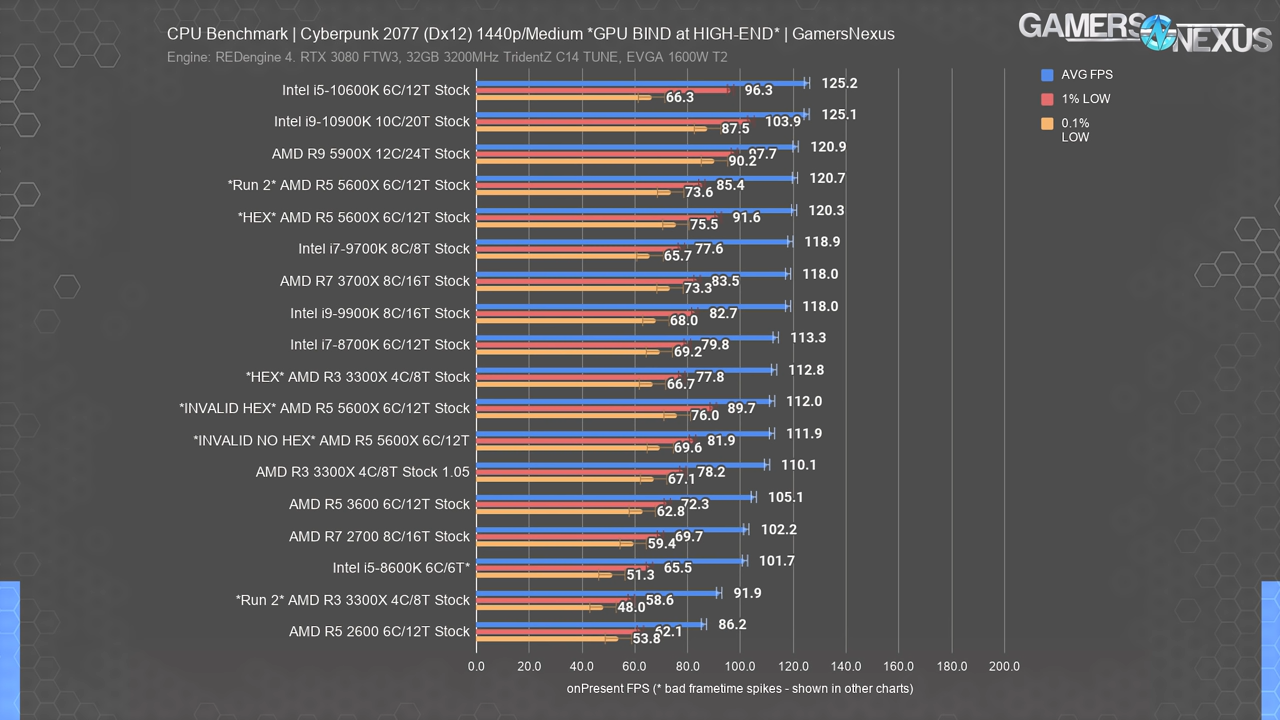 CPU Benchmark | Cyberpunk 2077 (Dx12) 1440p/Medium *GPU BIND at HIGH-END* | GamersNexus
Engine: REDengine 4. RTX 3080 FTW3, 32GB 3200MHz TridentZ C14 TUNE, EVGA 1600W T2
GAMERS NEXUS
AVG FPS
1% LOW
0.1%
LOW
Intel i5-10600K 6C/12T Stock 125.2 96.3 66.3
Intel i9-10900K 10C/20T Stock 125.1 103.9 87.5
AMD R9 5900X 12C/24T Stock 120.9 97.7 90.2
*Run 2* AMD R5 5600X 6C/12T Stock 120.7 85.4 73.6
*HEX* AMD R5 5600X 6C/12T Stock 120.3 91.6 75.5
Intel i7-9700K 8C/8T Stock 118.9 77.6 65.7
AMD R7 3700X 8C/16T Stock 118.0 83.5 73.3
Intel i9-9900K 8C/16T Stock 118.0 82.7 68.0
Intel i7-8700K 6C/12T Stock 113.3 79.8 69.2
*HEX* AMD R3 3300X 4C/8T Stock 112.8 77.8 66.7
*INVALID HEX* AMD R5 5600X 6C/12T Stock 112.0 89.7 76.0
*INVALID NO HEX* AMD R5 5600X 6C/12T 111.9 81.9 69.6
AMD R3 3300X 4C/8T Stock 1.05 110.1 78.2 67.1
AMD R5 3600 6C/12T Stock 105.1 72.3 62.8
AMD R7 2700 8C/16T Stock 102.2 69.7 59.4
Intel i5-8600K 6C/6T* 101.7 65.5 51.3
*Run 2* AMD R3 3300X 4C/8T Stock 91.9 58.6 48.0
AMD R5 2600 6C/12T Stock 86.2 62.1 53.8
0.0 20.0 40.0 60.0 80.0 100.0 120.0 140.0 160.0 180.0 200.0
onPresent FPS (* bad frametime spikes - shown in other charts)